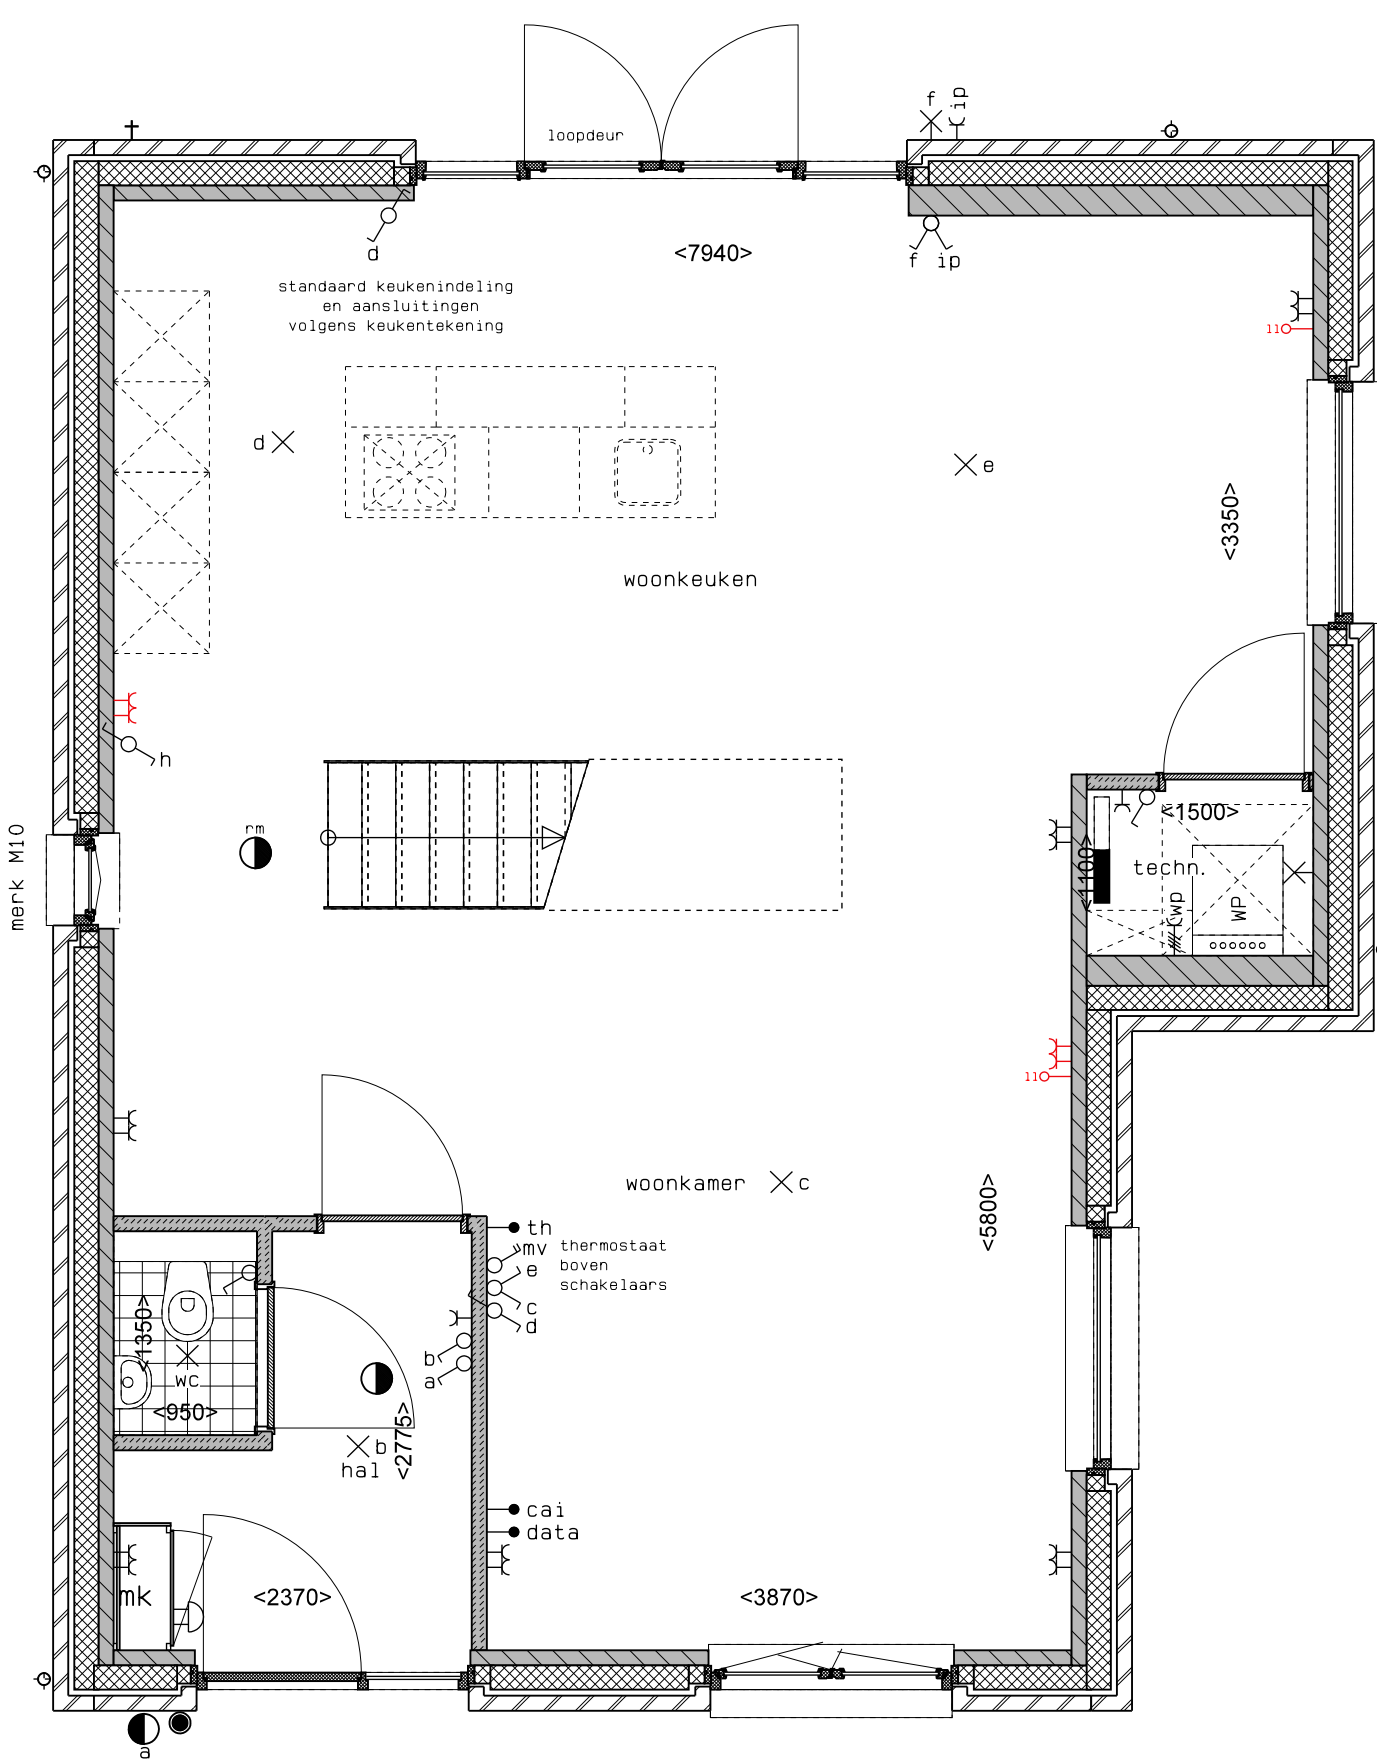 f
ip
loopdeur
d
<7940>
f ip
standaard keukenindeling
en aansluitingen
volgens keukentekening
11
d
e
<3350>
woonkeuken
h
<1500>
merk M10
rm
<1100>
techn.
wp
WP
11
woonkamer
c
<5800>
th
mv
thermostaat
boven
schakelaars
e
c
d
<1350>
b
a
wc
<950>
b
hal
<2775>
cai
data
mk
<2370>
<3870>
a